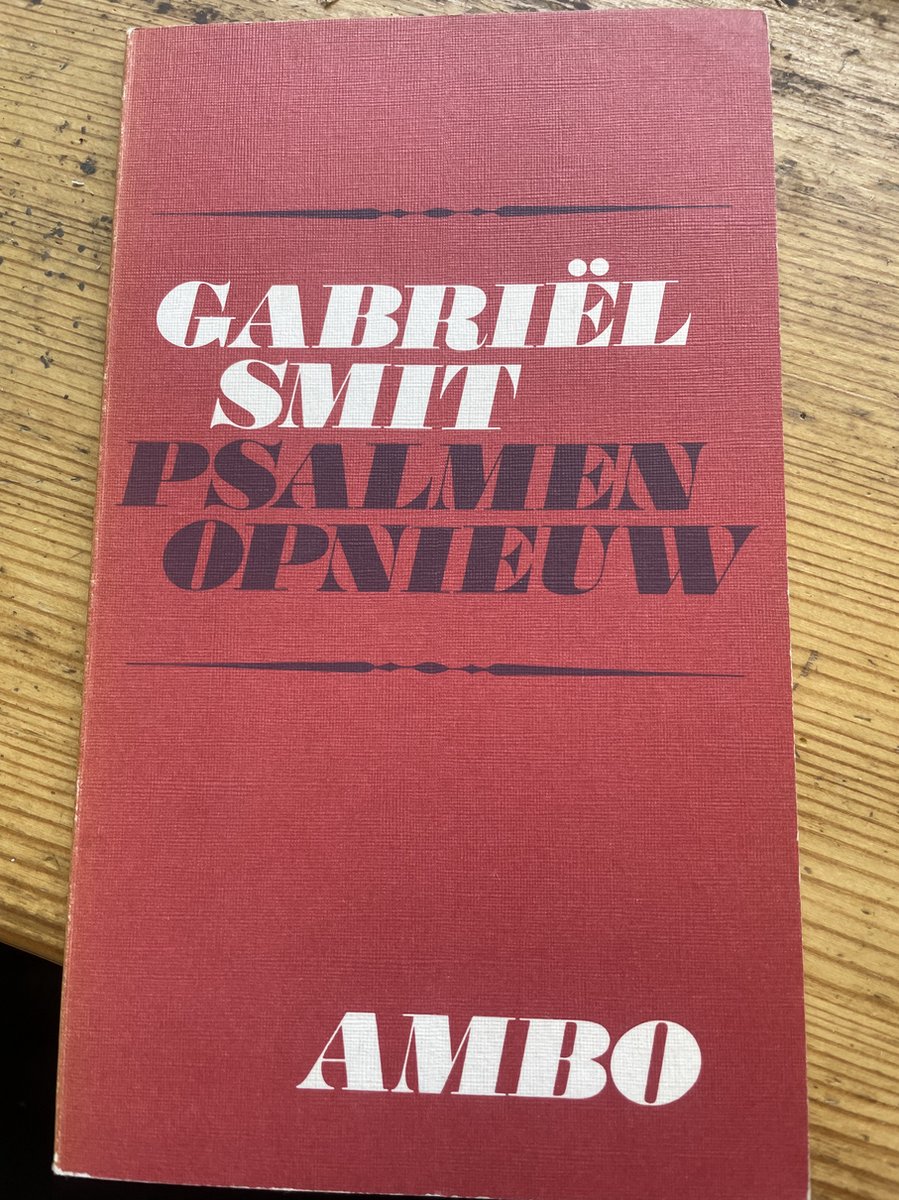 GABRIËL
SMIT
PSALMEN
OPNIEUW
AMBO